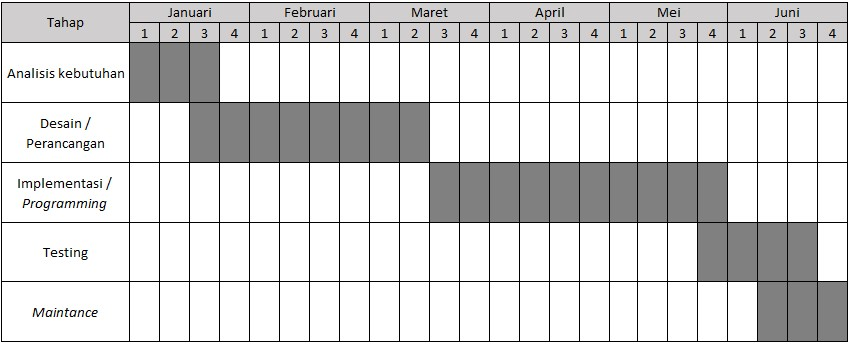 Tahap Januari Februari Maret April Mei Juni
1 2 3 4 1 2 3 4 1 2 3 4 1 2 3 4 1 2 3 4 1 2 3 4
Analisis kebutuhan
Desain /
Perancangan
Implementasi /
Programming
Testing
Maintance